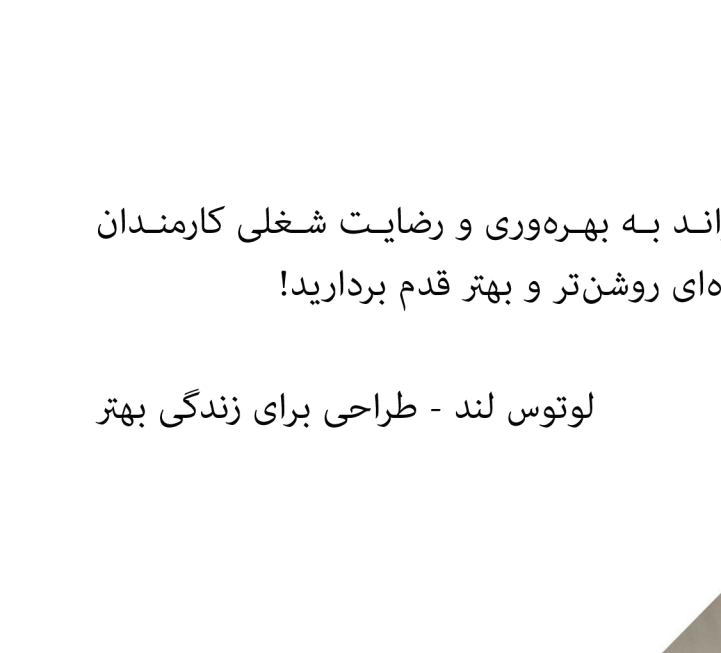 به بهره‌وری و رضایت شغلی کارمندان
روشن‌تر و بهتر قدم بردارید!
لوتوس لند - طراحی برای زندگی بهتر